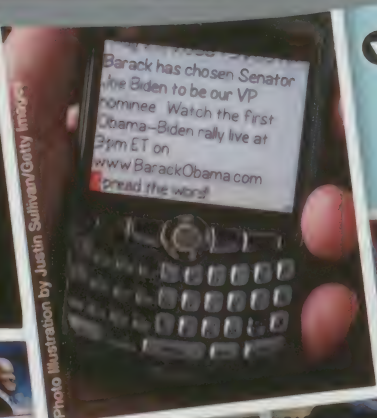 Barack has chosen Senator
Joe Biden to be our VP
nominee Watch the first
Obama-Biden rally live at
3pm ET on
www.BarackObama.com
Spread the word!
Photo Illustration by Justin Sullivan/Getty Images